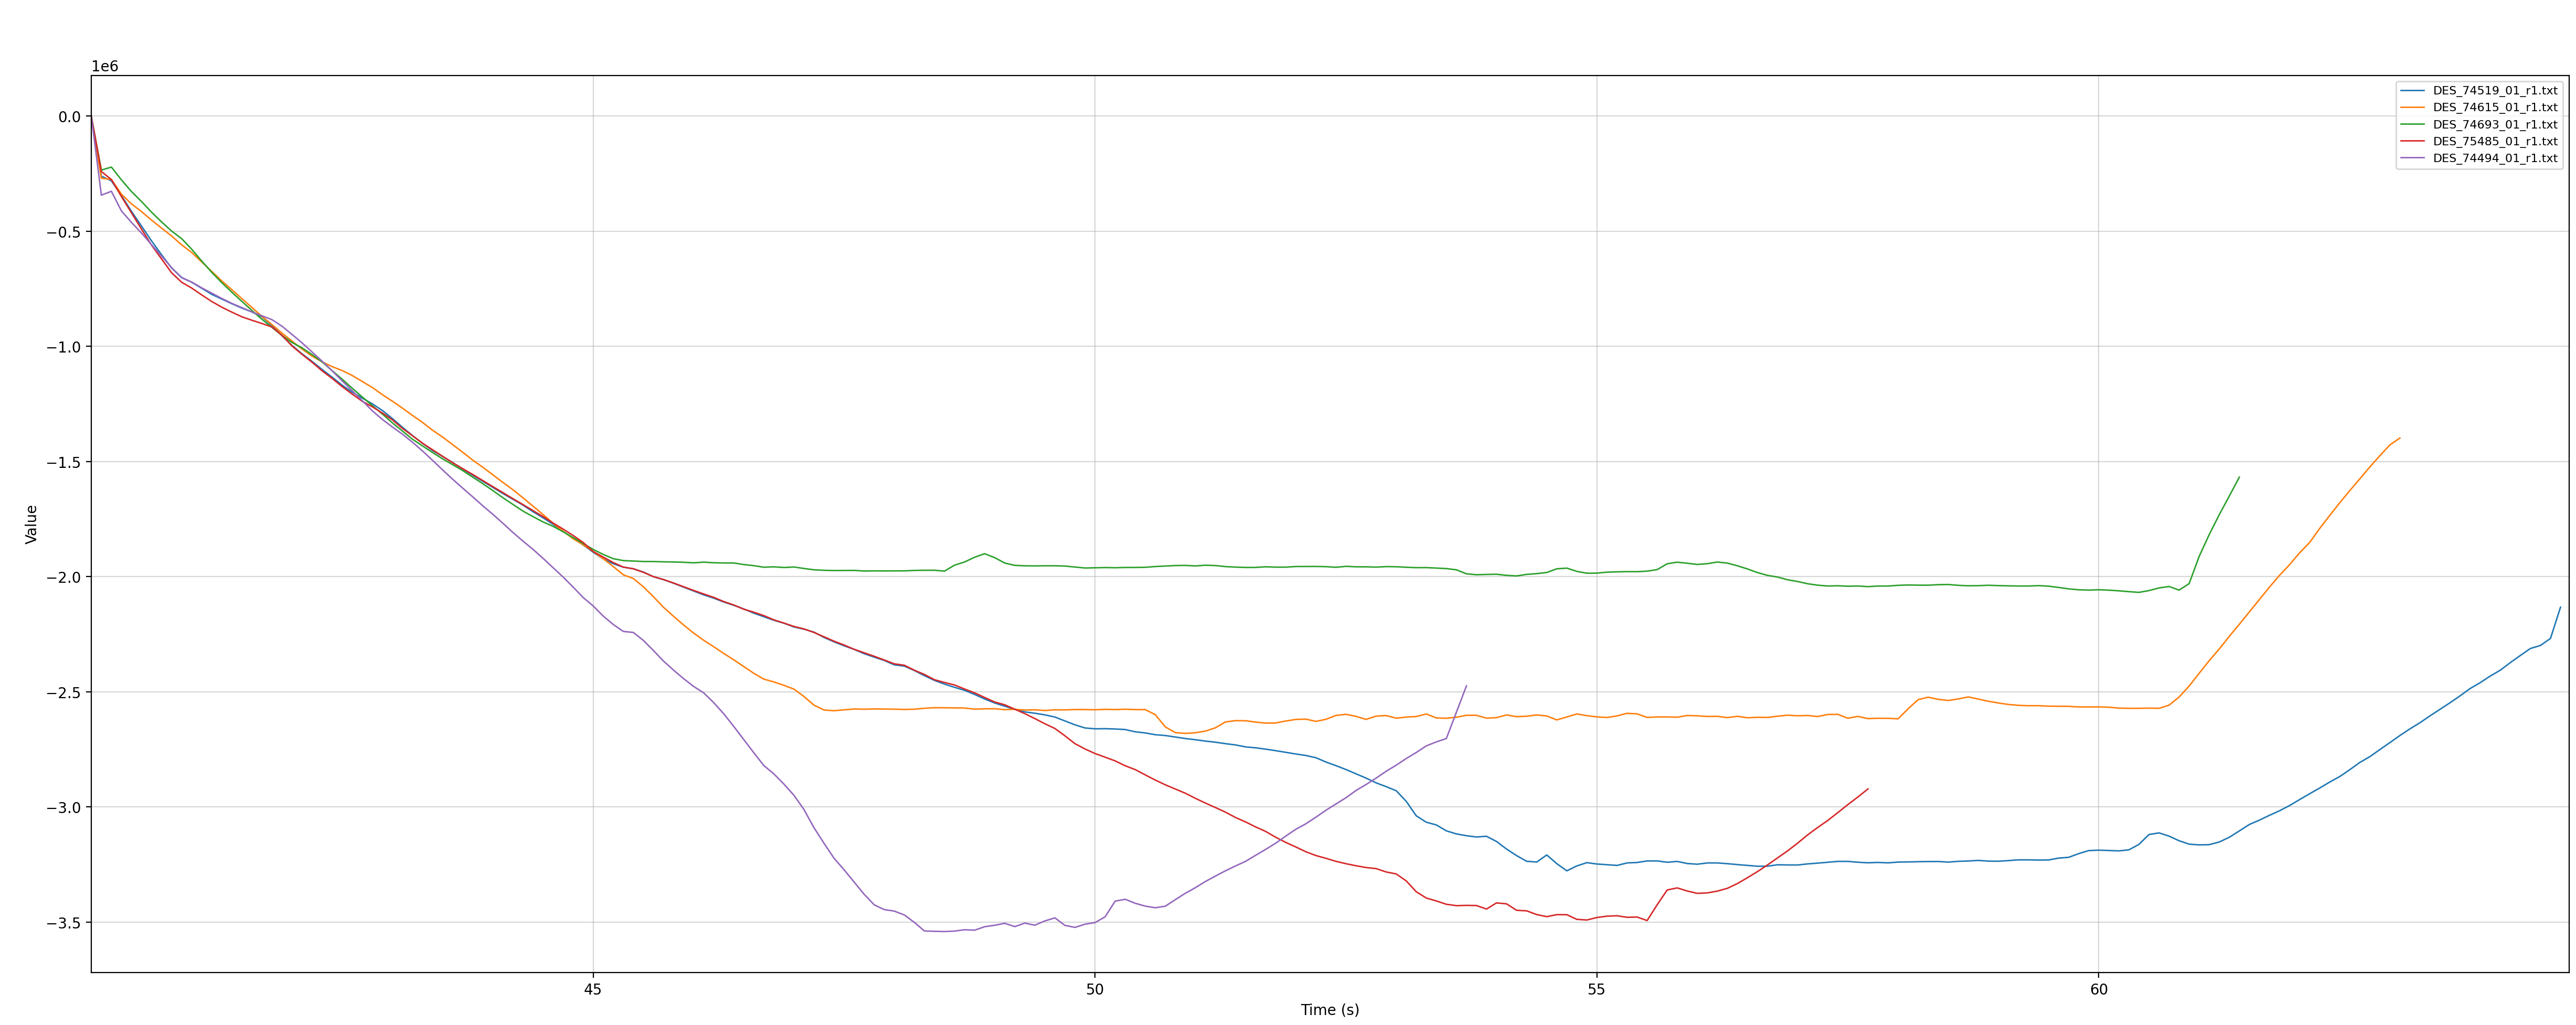 1e6
0.0
−0.5
−1.0
−1.5
−2.0
−2.5
−3.0
−3.5
Value
45
50
55
60
Time (s)
DES_74519_01_r1.txt
DES_74615_01_r1.txt
DES_74693_01_r1.txt
DES_75485_01_r1.txt
DES_74494_01_r1.txt